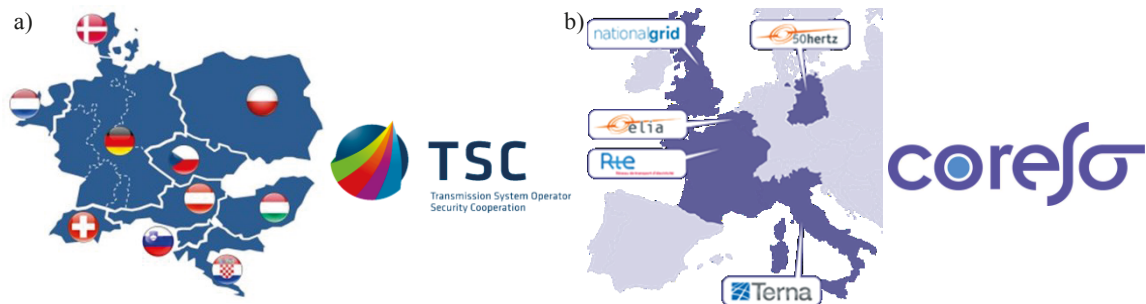 a)
TSC
Transmission System Operator
Security Cooperation
b)
nationalgrid
50hertz
elia
Rte
Terna
coreso